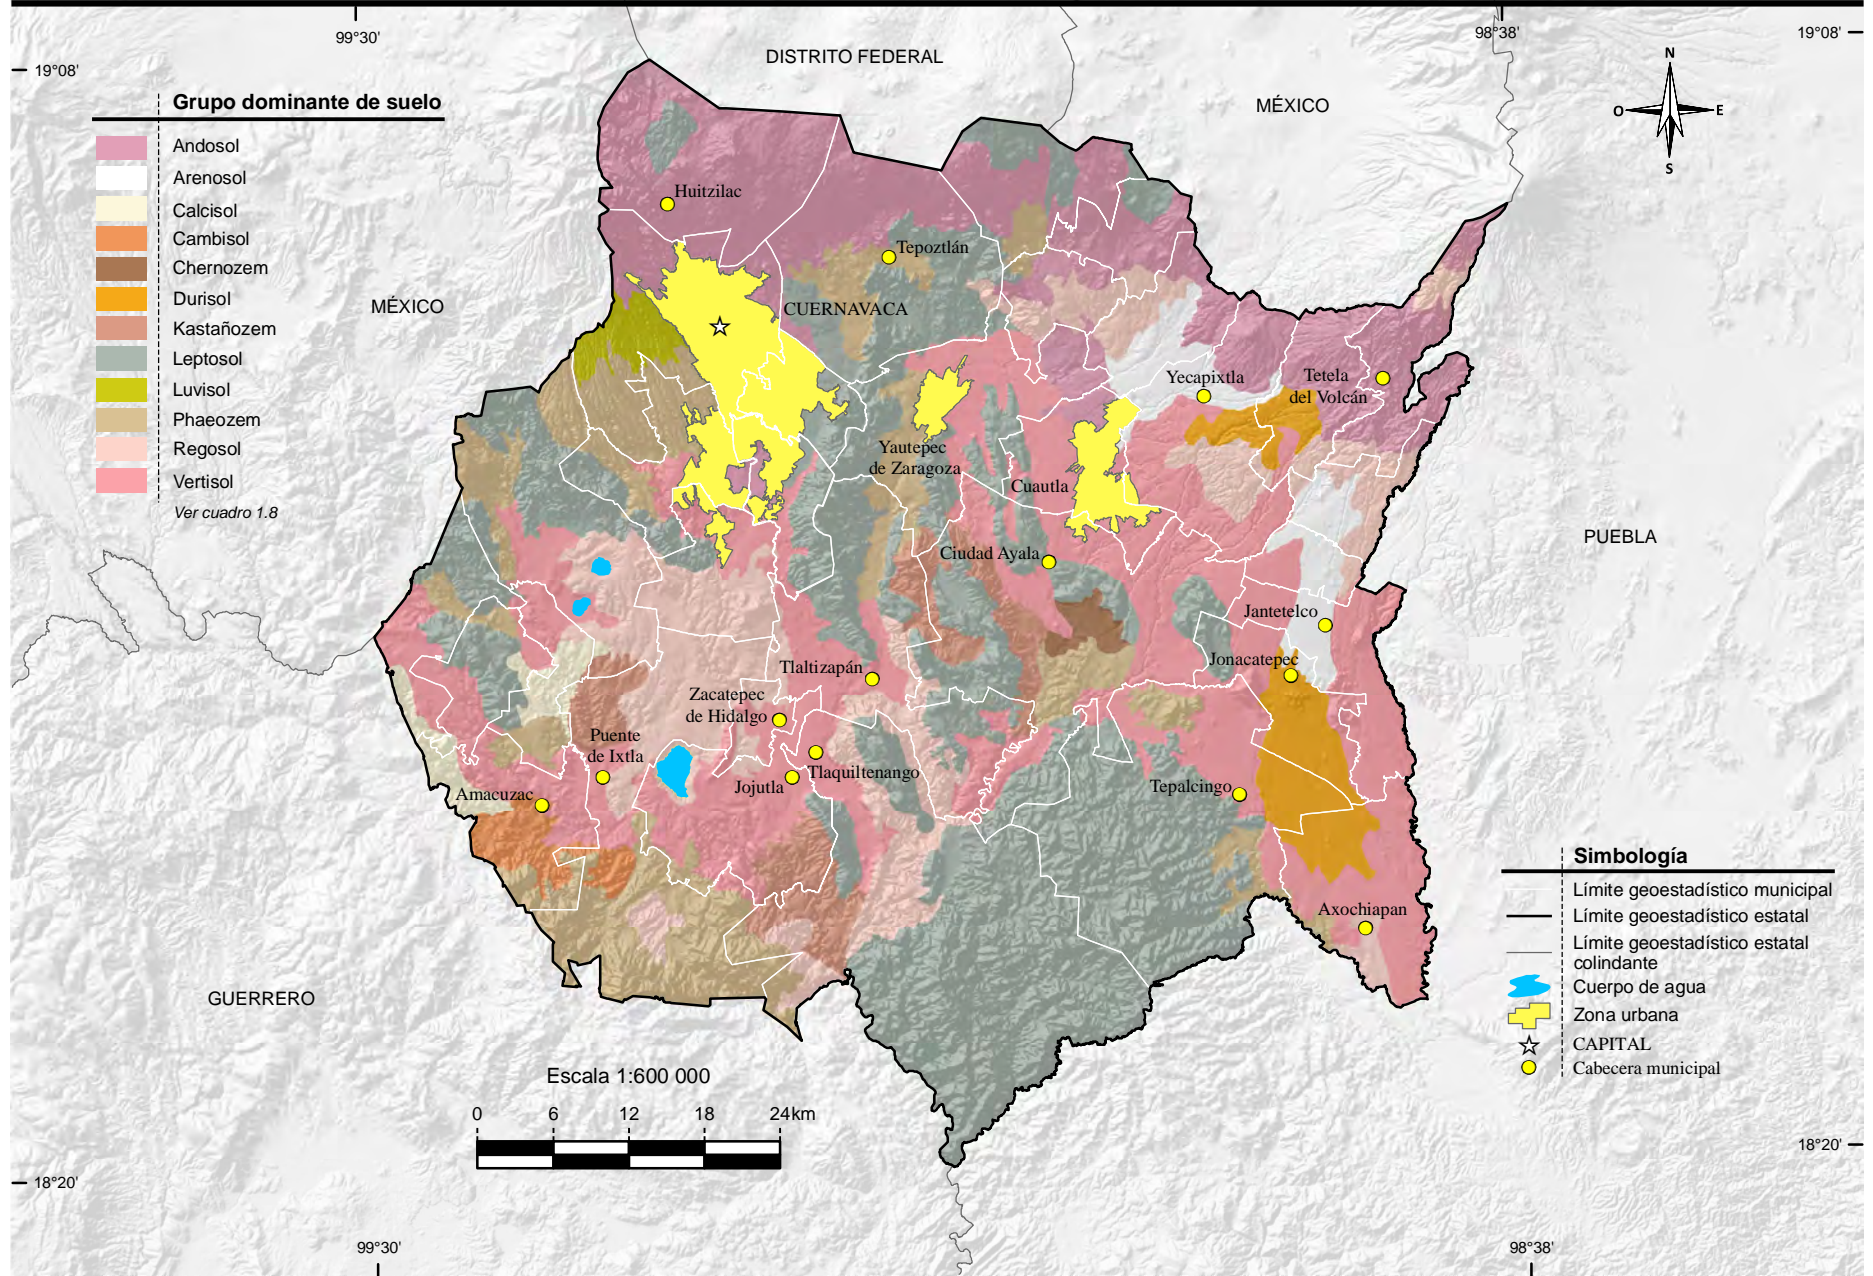 99°30'
98°38'
19°08'
19°08'
DISTRITO FEDERAL
MÉXICO
N
O
E
S
Grupo dominante de suelo
Andosol
Arenosol
Calcisol
Cambisol
Chernozem
Durisol
Kastañozem
Leptosol
Luvisol
Phaeozem
Regosol
Vertisol
Ver cuadro 1.8
MÉXICO
Huitzilac
Tepoztlán
CUERNAVACA
Yecapixtla
Tetela
del Volcán
Yautepec
de Zaragoza
Cuautla
PUEBLA
Ciudad Ayala
Jantetelco
Jonacatepec
Tlaltizapán
Zacatepec
de Hidalgo
Puente
de Ixtla
Tlaquiltenango
Jojutla
Amacuzac
Tepalcingo
Axochiapan
GUERRERO
Simbología
Límite geoestadístico municipal
Límite geoestadístico estatal
Límite geoestadístico estatal
colindante
Cuerpo de agua
Zona urbana
CAPITAL
Cabecera municipal
Escala 1:600 000
0 6 12 18 24km
18°20'
18°20'
99°30'
98°38'